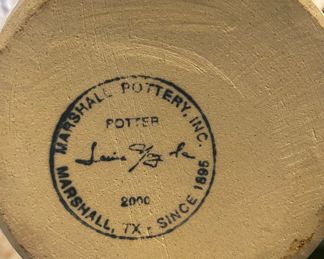 MARSHALL POTTERY, INC.
POTTER
2000
MARSHALL, TX - SINCE 1895